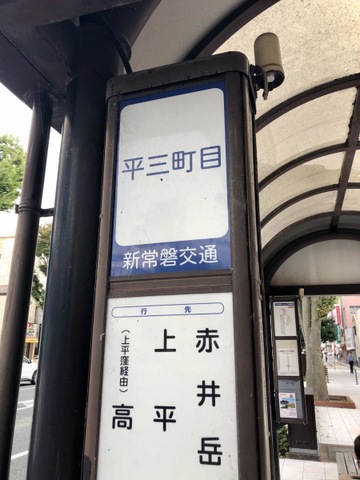 平三町目
新常磐交通
行先
赤井岳
上平
(上平窪経由)
高